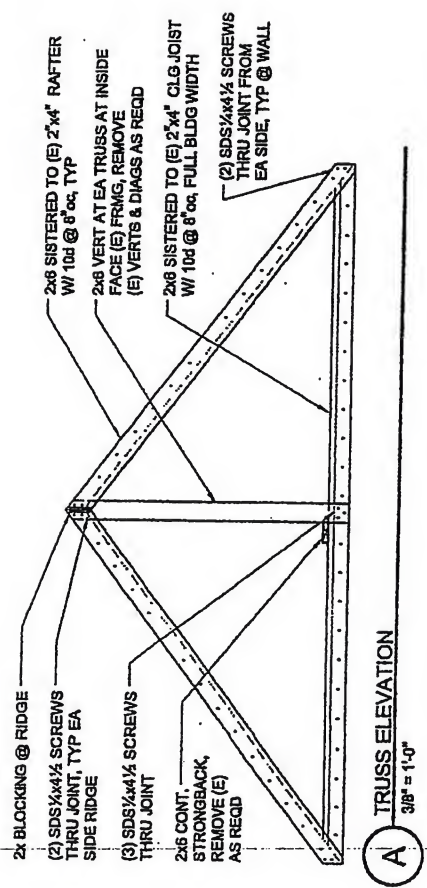 2x BLOCKING @ RIDGE
(2) SDS¼x4½ SCREWS
THRU JOINT, TYP EA
SIDE RIDGE
(3) SDS¼x4½ SCREWS
THRU JOINT
2x6 CONT.
STRONGBACK,
REMOVE (E)
AS REQD
2x6 SISTERED TO (E) 2"x4" RAFTER
W/ 10d @ 8"oc, TYP
2x6 VERT AT EA TRUSS AT INSIDE
FACE (E) FRMG, REMOVE
(E) VERTS & DIAGS AS REQD
2x6 SISTERED TO (E) 2"x4" CLG JOIST
W/ 10d @ 8"oc, FULL BLDG WIDTH
(2) SDS¼x4½ SCREWS
THRU JOINT FROM
EA SIDE, TYP @ WALL
A
TRUSS ELEVATION
3/8" = 1'-0"